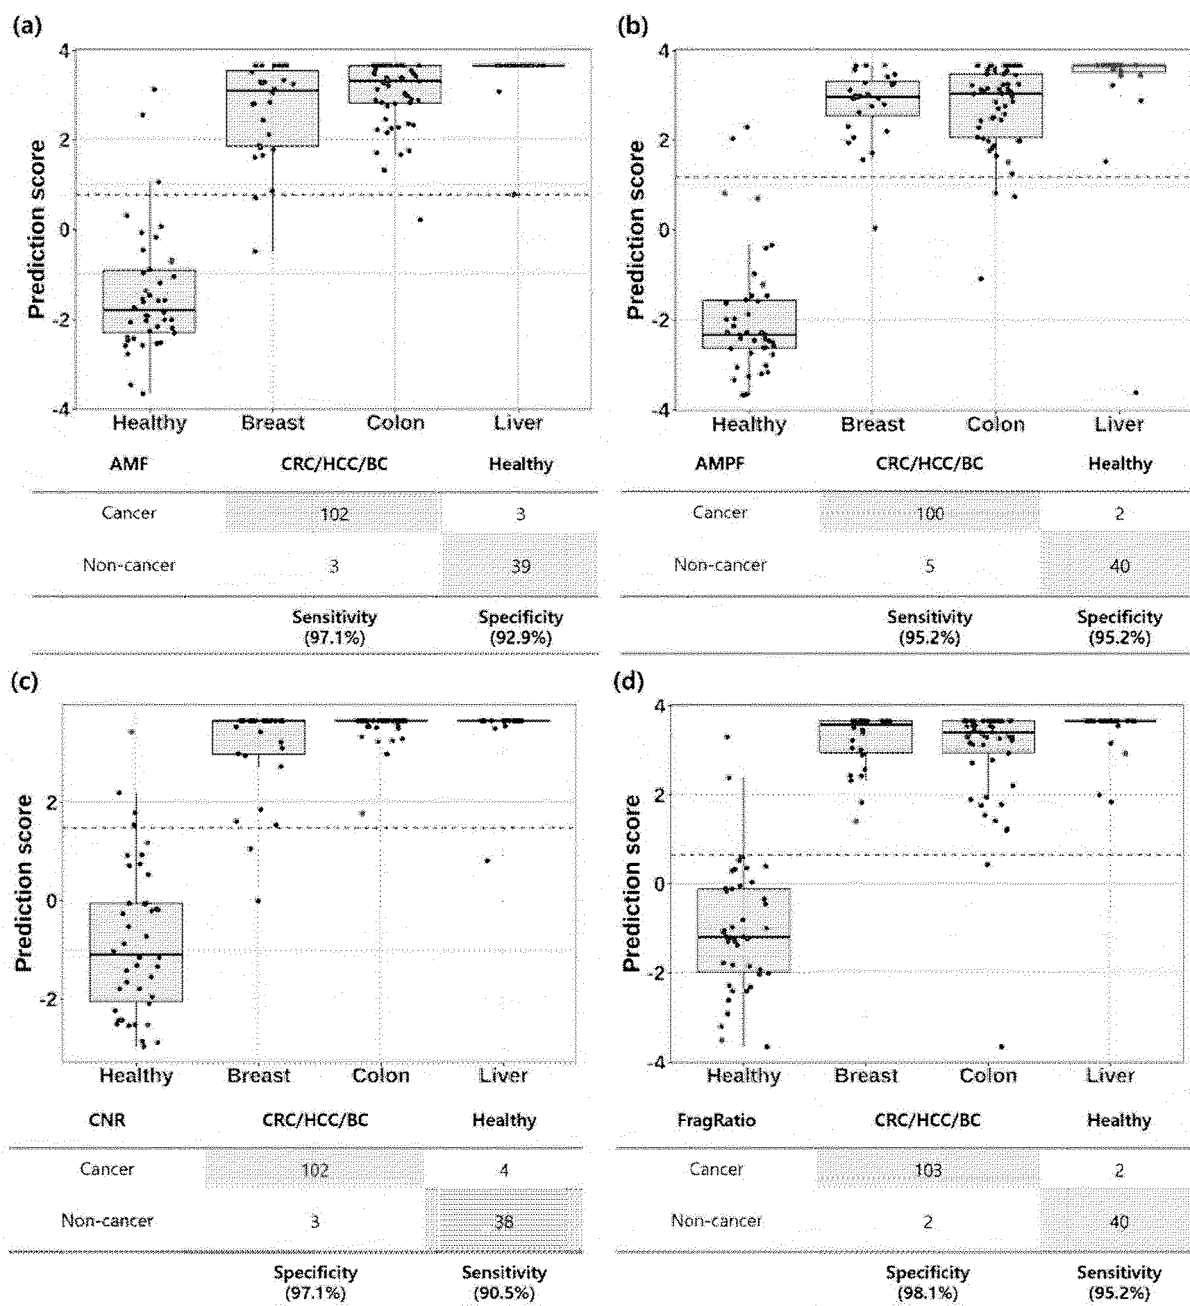 (a)
(b)
4
2
0
-2
-4
Prediction score
Healthy Breast Colon Liver
4
2
0
-2
-4
Prediction score
Healthy Breast Colon Liver
AMF CRC/HCC/BC Healthy
Cancer 102 3
Non-cancer 3 39
Sensitivity Specificity
(97.1%) (92.9%)
AMPF CRC/HCC/BC Healthy
Cancer 100 2
Non-cancer 5 40
Sensitivity Specificity
(95.2%) (95.2%)
(c)
(d)
2
0
-2
Prediction score
Healthy Breast Colon Liver
4
2
0
-2
-4
Prediction score
Healthy Breast Colon Liver
CNR CRC/HCC/BC Healthy
Cancer 102 4
Non-cancer 3 38
Specificity Sensitivity
(97.1%) (90.5%)
FragRatio CRC/HCC/BC Healthy
Cancer 103 2
Non-cancer 2 40
Specificity Sensitivity
(98.1%) (95.2%)